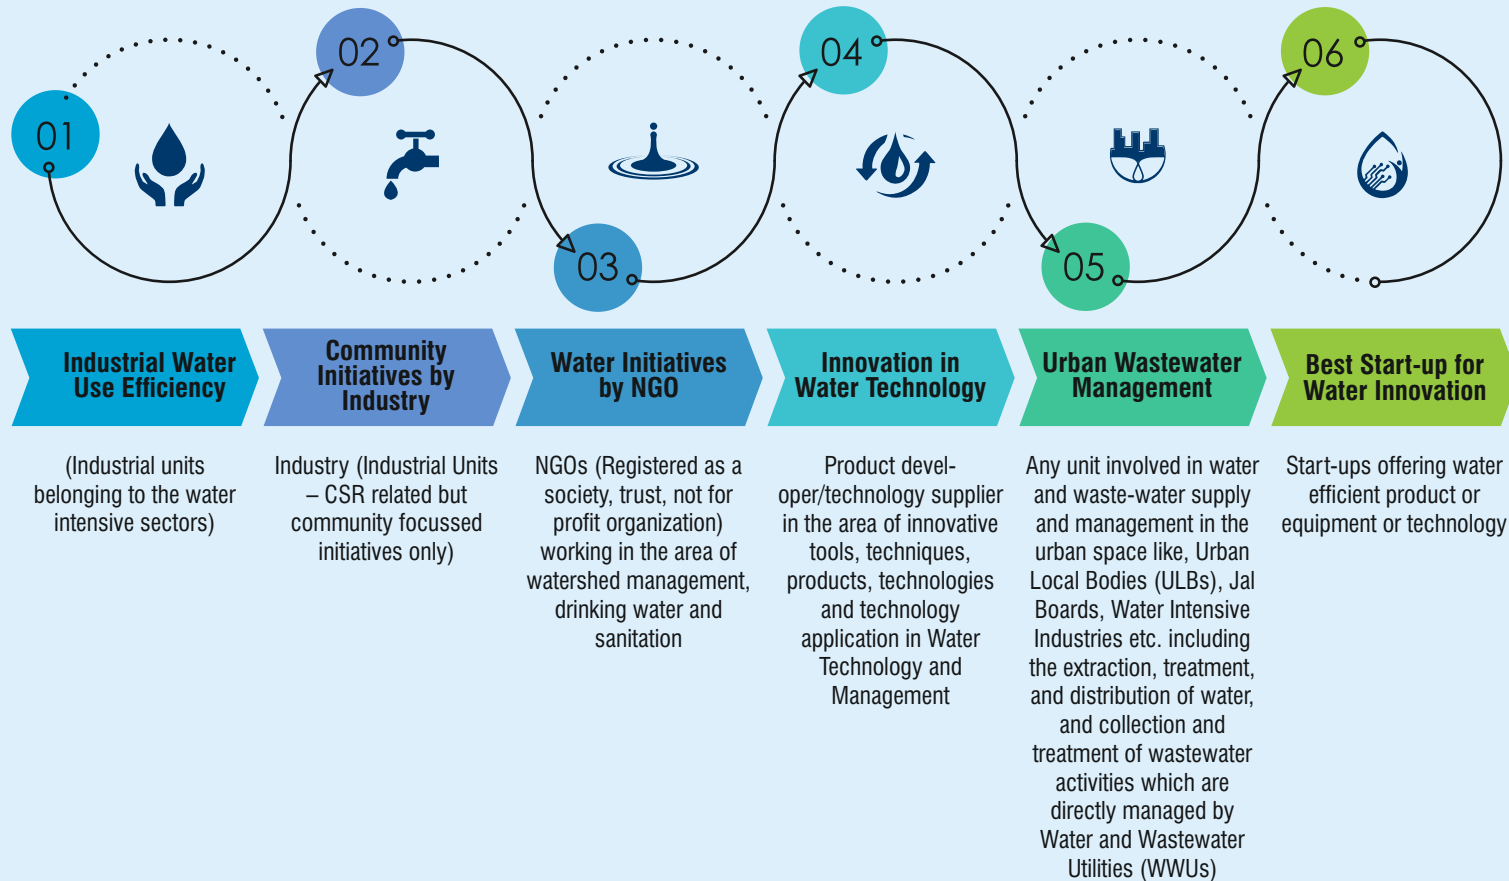 01
02
03
04
05
06
Industrial Water
Use Efficiency
(Industrial units
belonging to the water
intensive sectors)
Community
Initiatives by
Industry
Industry (Industrial Units
– CSR related but
community focussed
initiatives only)
Water Initiatives
by NGO
NGOs (Registered as a
society, trust, not for
profit organization)
working in the area of
watershed management,
drinking water and
sanitation
Innovation in
Water Technology
Product devel-
oper/technology supplier
in the area of innovative
tools, techniques,
products, technologies
and technology
application in Water
Technology and
Management
Urban Wastewater
Management
Any unit involved in water
and waste-water supply
and management in the
urban space like, Urban
Local Bodies (ULBs), Jal
Boards, Water Intensive
Industries etc. including
the extraction, treatment,
and distribution of water,
and collection and
treatment of wastewater
activities which are
directly managed by
Water and Wastewater
Utilities (WWUs)
Best Start-up for
Water Innovation
Start-ups offering water
efficient product or
equipment or technology